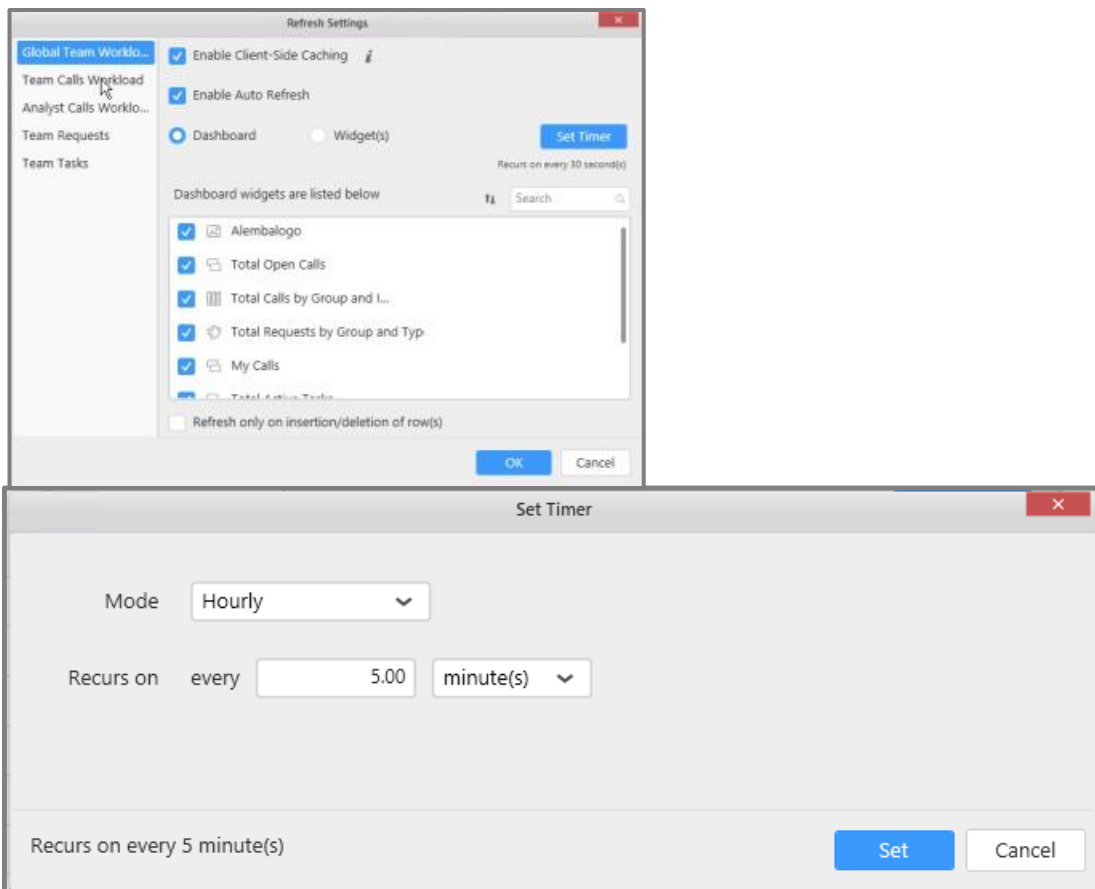 Refresh Settings
Global Team Worklo...
Team Calls Workload
Analyst Calls Worklo...
Team Requests
Team Tasks
Enable Client-Side Caching i
Enable Auto Refresh
Dashboard Widget(s) Set Timer
Recurs on every 30 second(s)
Dashboard widgets are listed below Search
Alembalogo
Total Open Calls
Total Calls by Group and I...
Total Requests by Group and Typ
My Calls
Total Active Tasks
Refresh only on insertion/deletion of row(s)
OK Cancel
Set Timer
Mode Hourly
Recurs on every 5.00 minute(s)
Recurs on every 5 minute(s)
Set Cancel